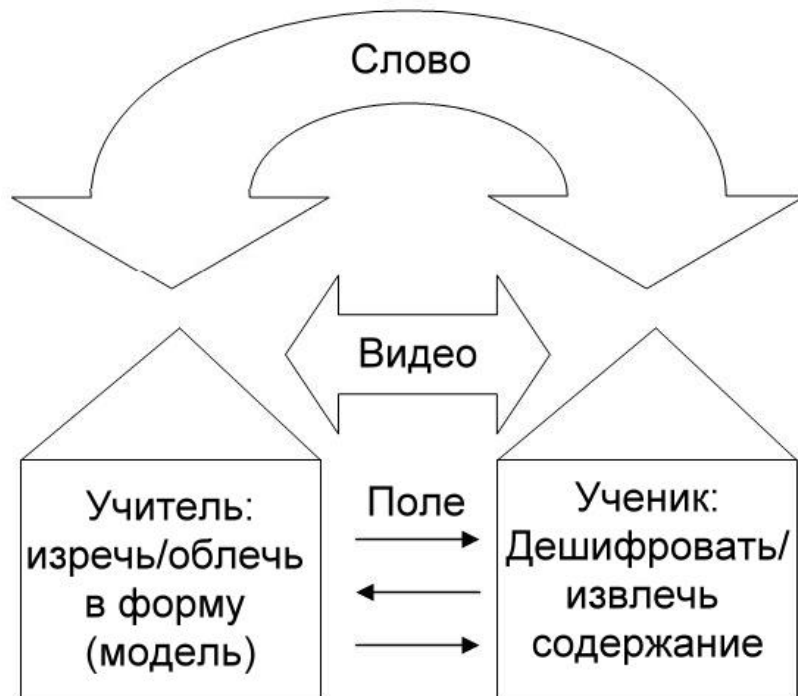 Слово
Видео
Учитель:
изречь/облечь
в форму
(модель)
Поле
Ученик:
Дешифровать/
извлечь
содержание